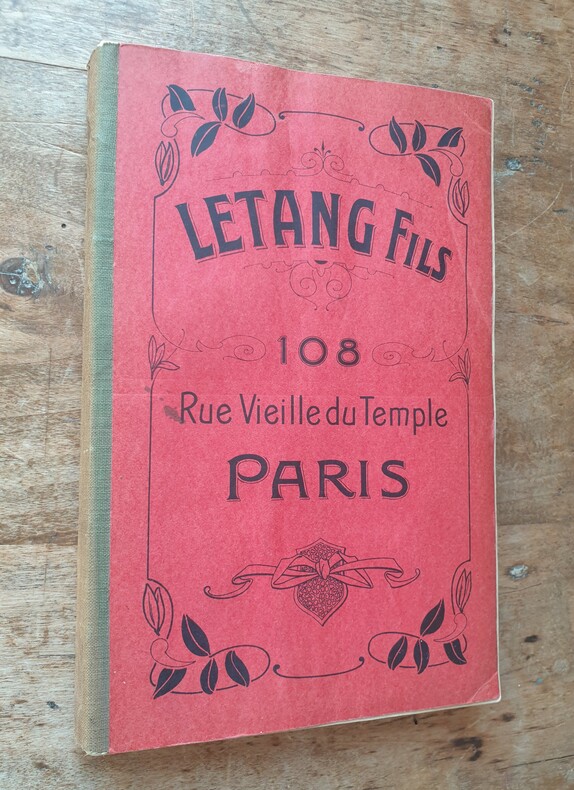 LETANG FILS
108
Rue Vieille du Temple
PARIS